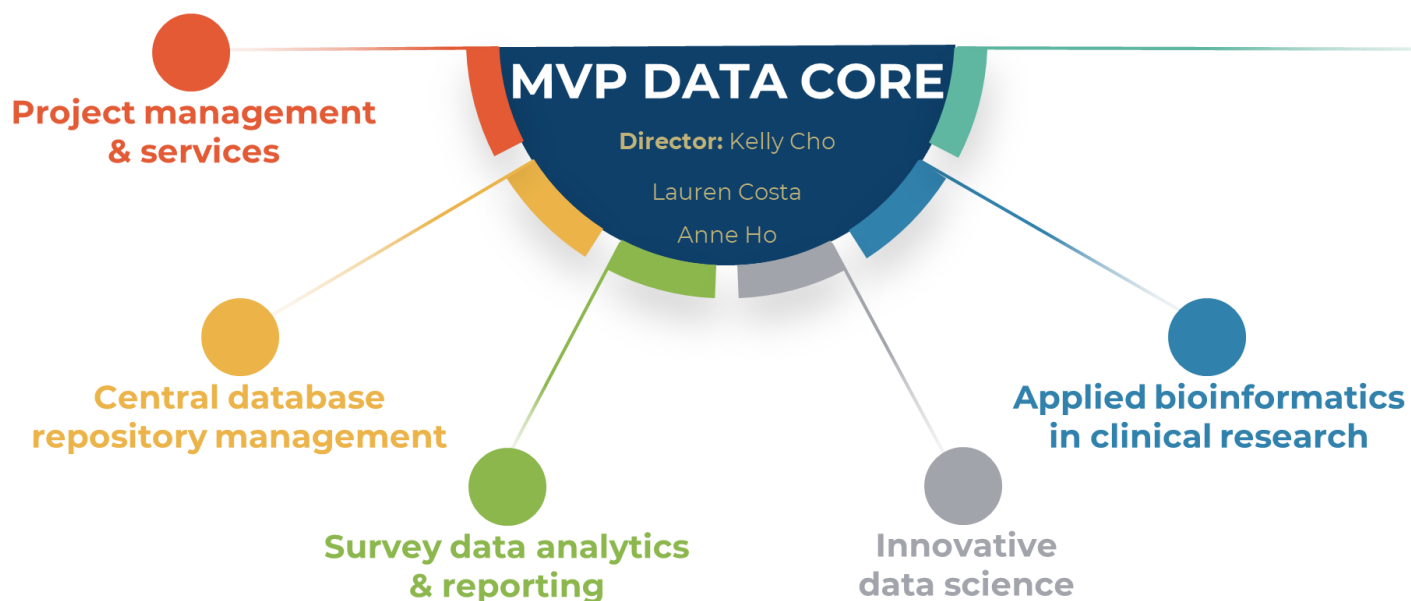 MVP DATA CORE
Director: Kelly Cho
Lauren Costa
Anne Ho
Project management
& services
Central database
repository management
Survey data analytics
& reporting
Innovative
data science
Applied bioinformatics
in clinical research